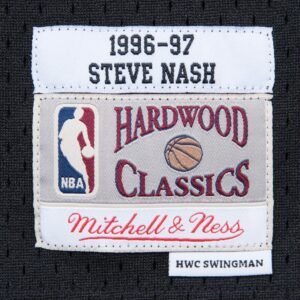 1996-97
STEVE NASH
HARDWOOD
NBA
CLASSICS
Mitchell & Ness
HWC SWINGMAN